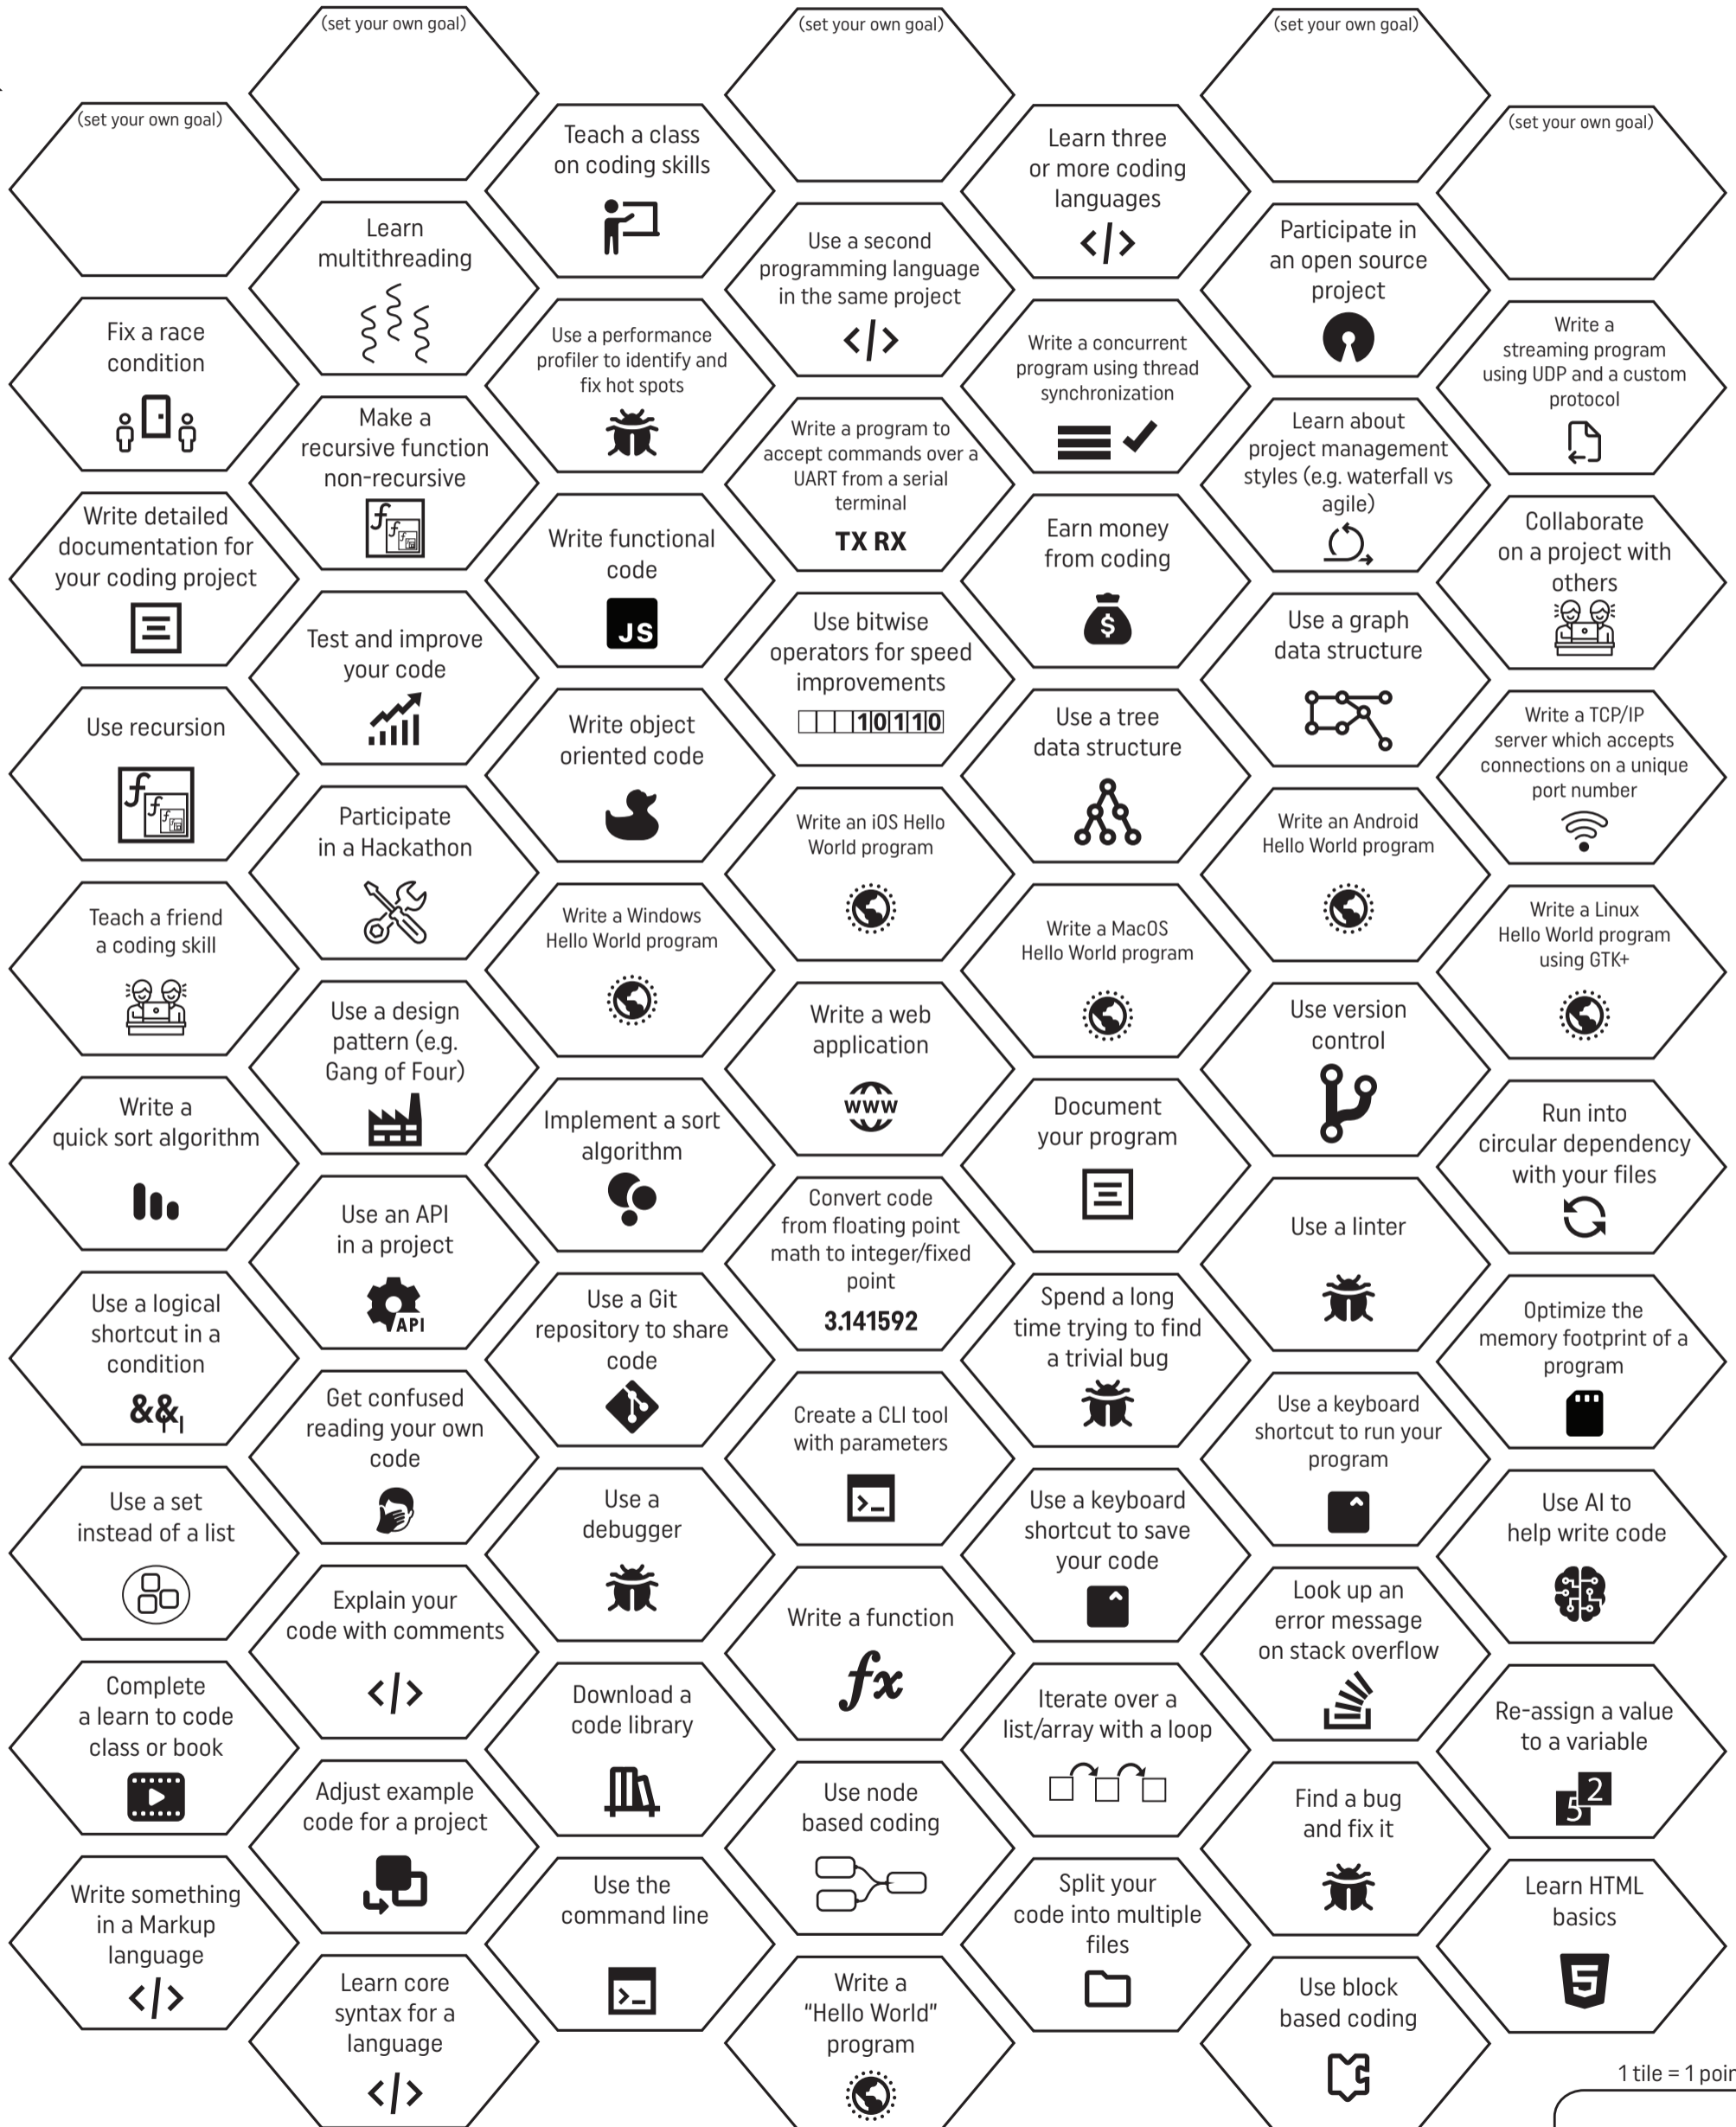 (set your own goal)
(set your own goal)
(set your own goal)
(set your own goal)
Teach a class
on coding skills
Learn three
or more coding
languages
</>
(set your own goal)
Learn
multithreading
Use a second
programming language
in the same project
</>
Participate in
an open source
project
Fix a race
condition
Use a performance
profiler to identify and
fix hot spots
Write a concurrent
program using thread
synchronization
Write a
streaming program
using UDP and a custom
protocol
Make a
recursive function
non-recursive
f
f
f
Write a program to
accept commands over a
UART from a serial
terminal
TX RX
Learn about
project management
styles (e.g. waterfall vs
agile)
Write detailed
documentation for
your coding project
Write functional
code
JS
Earn money
from coding
$
Collaborate
on a project with
others
Test and improve
your code
Use bitwise
operators for speed
improvements
10110
Use a graph
data structure
Use recursion
f
f
f
Write object
oriented code
Use a tree
data structure
Write a TCP/IP
server which accepts
connections on a unique
port number
Participate
in a Hackathon
Write an iOS Hello
World program
Write an Android
Hello World program
Teach a friend
a coding skill
Write a Windows
Hello World program
Write a MacOS
Hello World program
Write a Linux
Hello World program
using GTK+
Use a design
pattern (e.g.
Gang of Four)
Write a web
application
www
Use version
control
Write a
quick sort algorithm
Implement a sort
algorithm
Document
your program
Run into
circular dependency
with your files
Use an API
in a project
API
Convert code
from floating point
math to integer/fixed
point
3.141592
Use a linter
Use a logical
shortcut in a
condition
&&
Use a Git
repository to share
code
Spend a long
time trying to find
a trivial bug
Optimize the
memory footprint of a
program
Get confused
reading your own
code
Create a CLI tool
with parameters
>_
Use a keyboard
shortcut to run your
program
Use a set
instead of a list
Use a
debugger
Use a keyboard
shortcut to save
your code
Use AI to
help write code
Explain your
code with comments
</>
Write a function
fx
Look up an
error message
on stack overflow
Complete
a learn to code
class or book
Download a
code library
Iterate over a
list/array with a loop
Re-assign a value
to a variable
5 2
Adjust example
code for a project
Use node
based coding
Find a bug
and fix it
Write something
in a Markup
language
</>
Use the
command line
>_
Split your
code into multiple
files
Learn HTML
basics
5
Learn core
syntax for a
language
</>
Write a
"Hello World"
program
Use block
based coding
1 tile = 1 poin